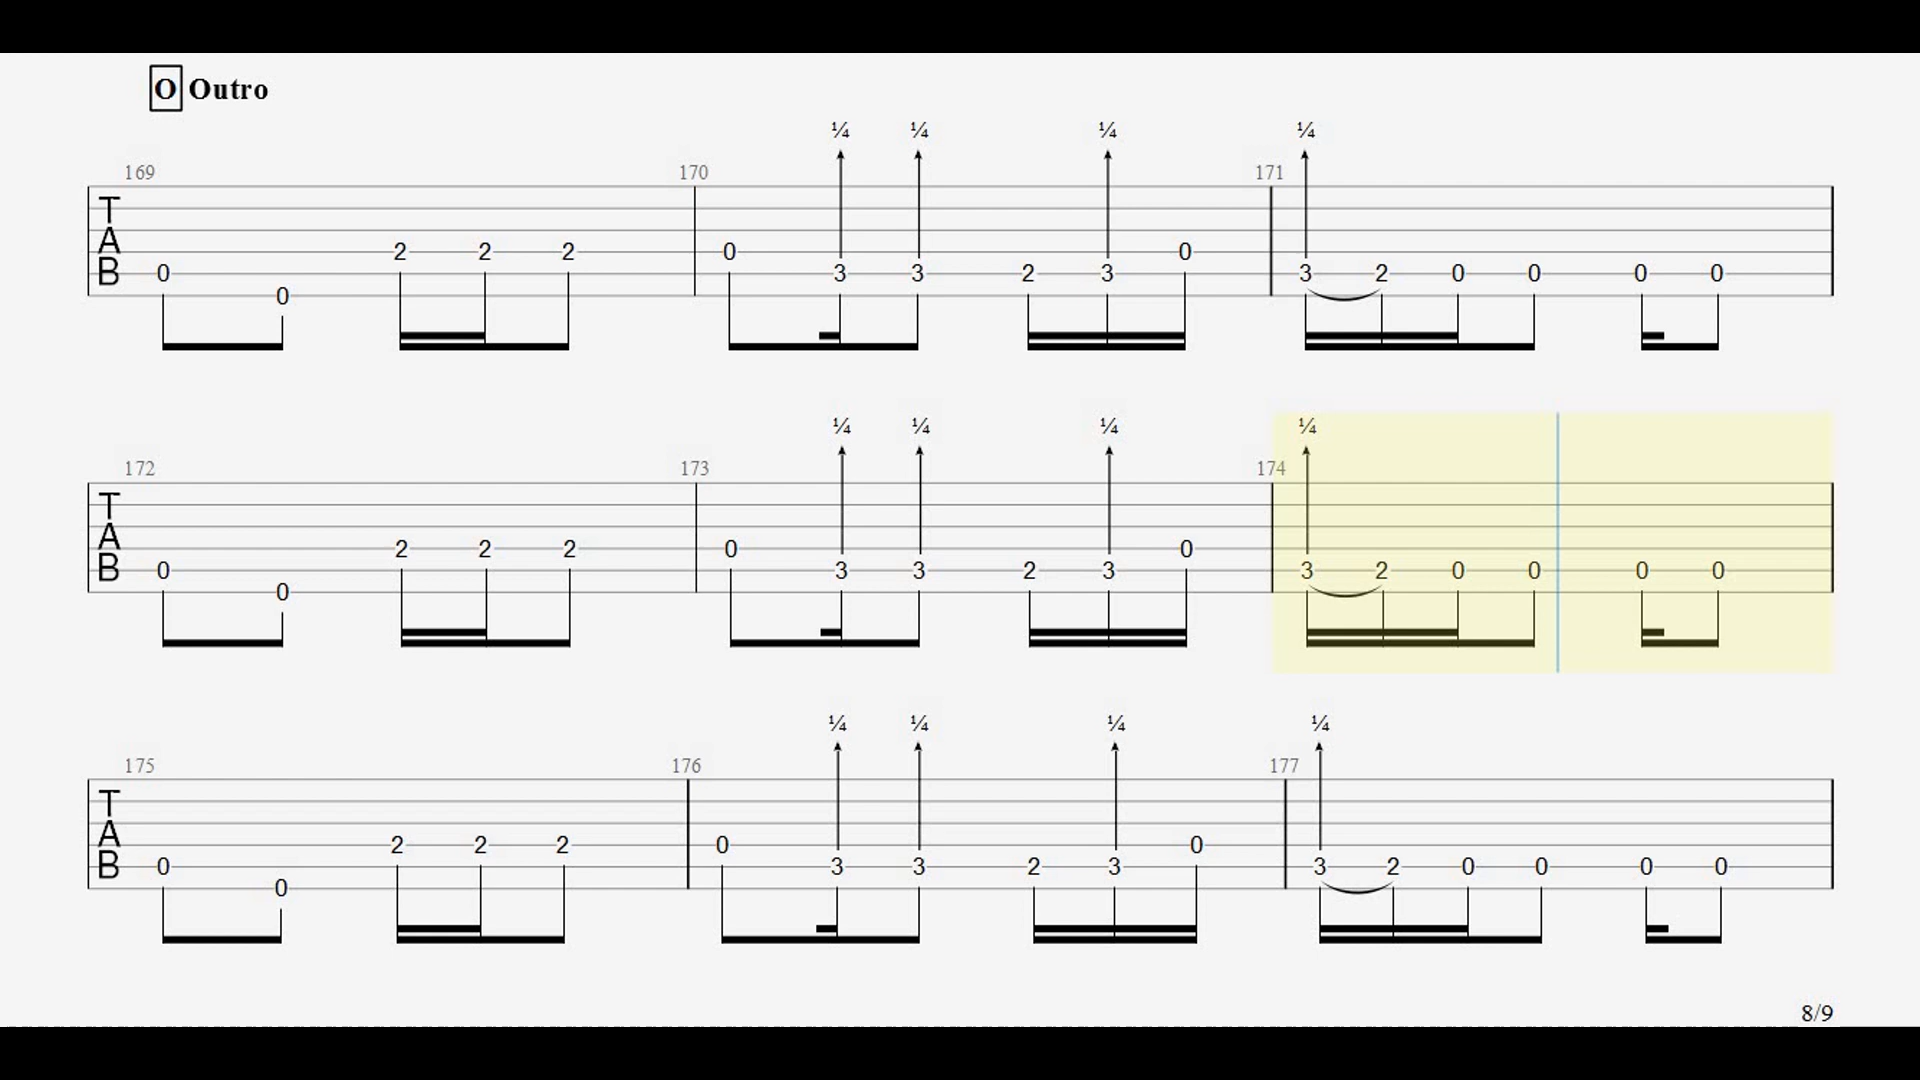 O Outro
¼ ¼ ¼ ¼
169 170 171
T
A 2 2 2 0 0
B 0 3 3 2 3 3 2 0 0 0 0
0
¼ ¼ ¼ ¼
172 173 174
T
A 2 2 2 0 0
B 0 3 3 2 3 3 2 0 0 0 0
0
¼ ¼ ¼ ¼
175 176 177
T
A 2 2 2 0 0
B 0 3 3 2 3 3 2 0 0 0 0
0
8/9